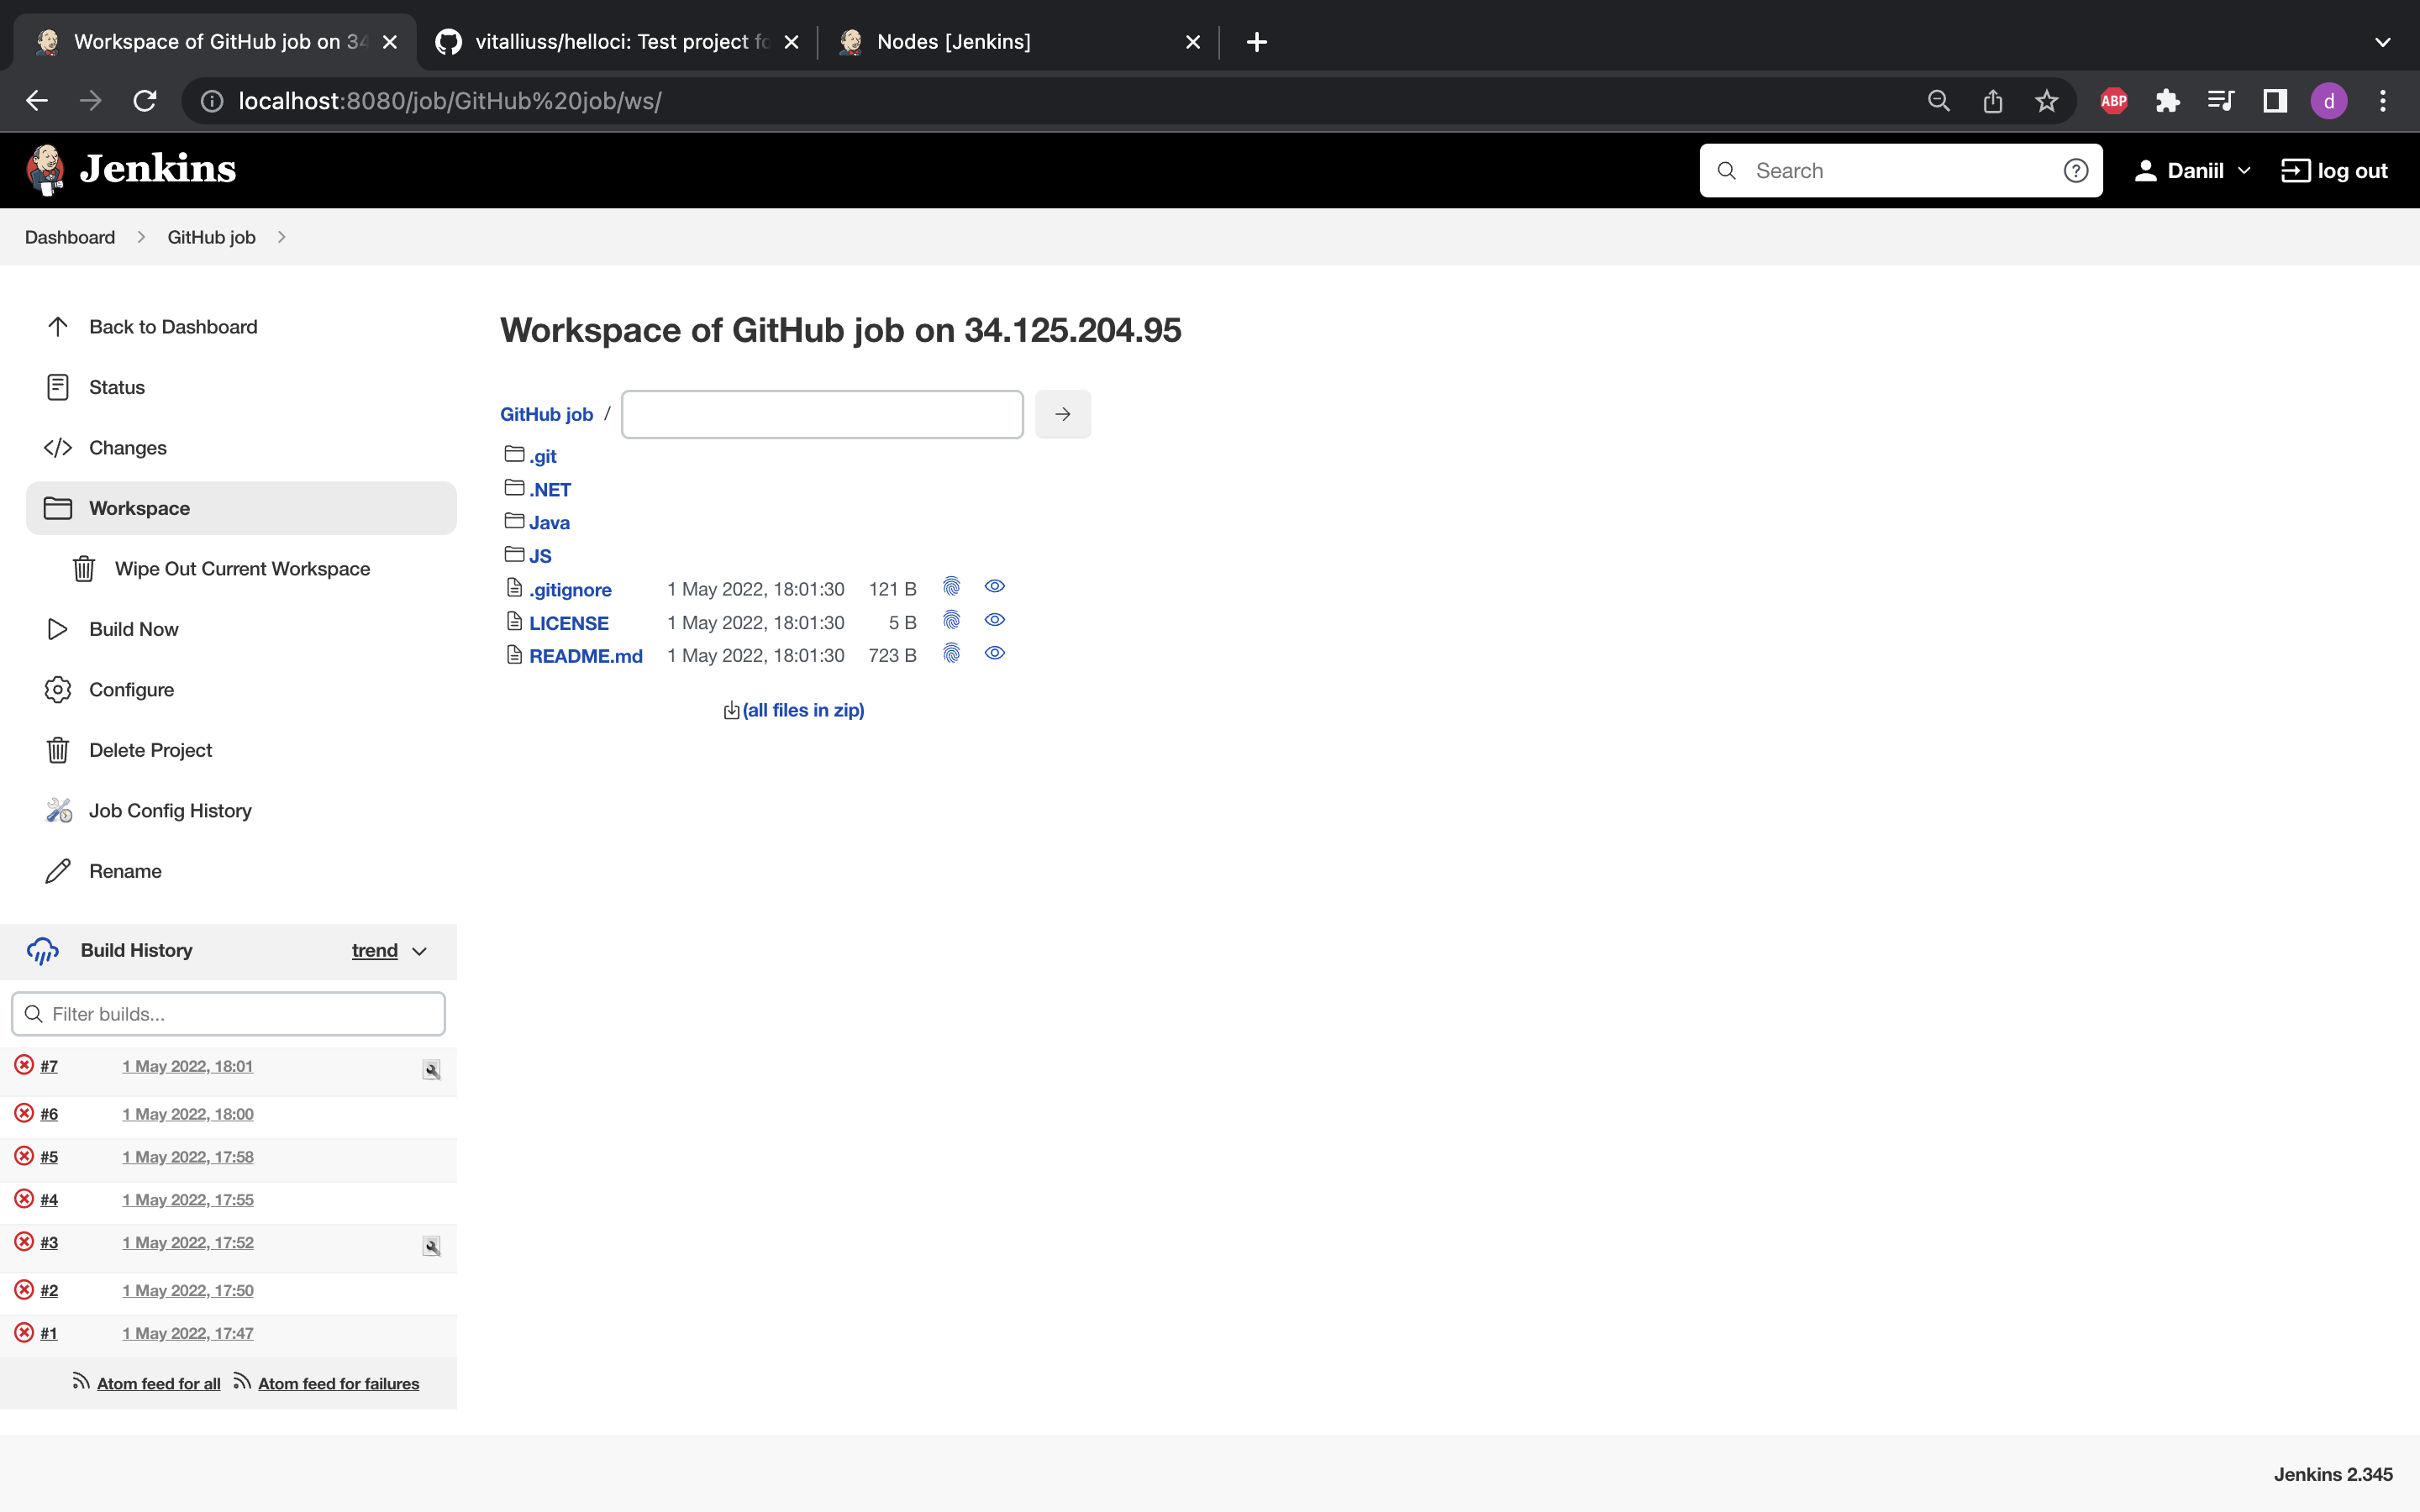 Workspace of GitHub job on 34
vitalliuss/helloci: Test project fo
Nodes [Jenkins]
localhost:8080/job/GitHub%20job/ws/
ABP
d
Jenkins
Search
Daniil
log out
Dashboard
GitHub job
Back to Dashboard
Status
Changes
Workspace
Wipe Out Current Workspace
Build Now
Configure
Delete Project
Job Config History
Rename
Build History
trend
Filter builds...
#7 1 May 2022, 18:01
#6 1 May 2022, 18:00
#5 1 May 2022, 17:58
#4 1 May 2022, 17:55
#3 1 May 2022, 17:52
#2 1 May 2022, 17:50
#1 1 May 2022, 17:47
Atom feed for all Atom feed for failures
Workspace of GitHub job on 34.125.204.95
GitHub job /
.git
.NET
Java
JS
.gitignore 1 May 2022, 18:01:30 121 B
LICENSE 1 May 2022, 18:01:30 5 B
README.md 1 May 2022, 18:01:30 723 B
(all files in zip)
Jenkins 2.345